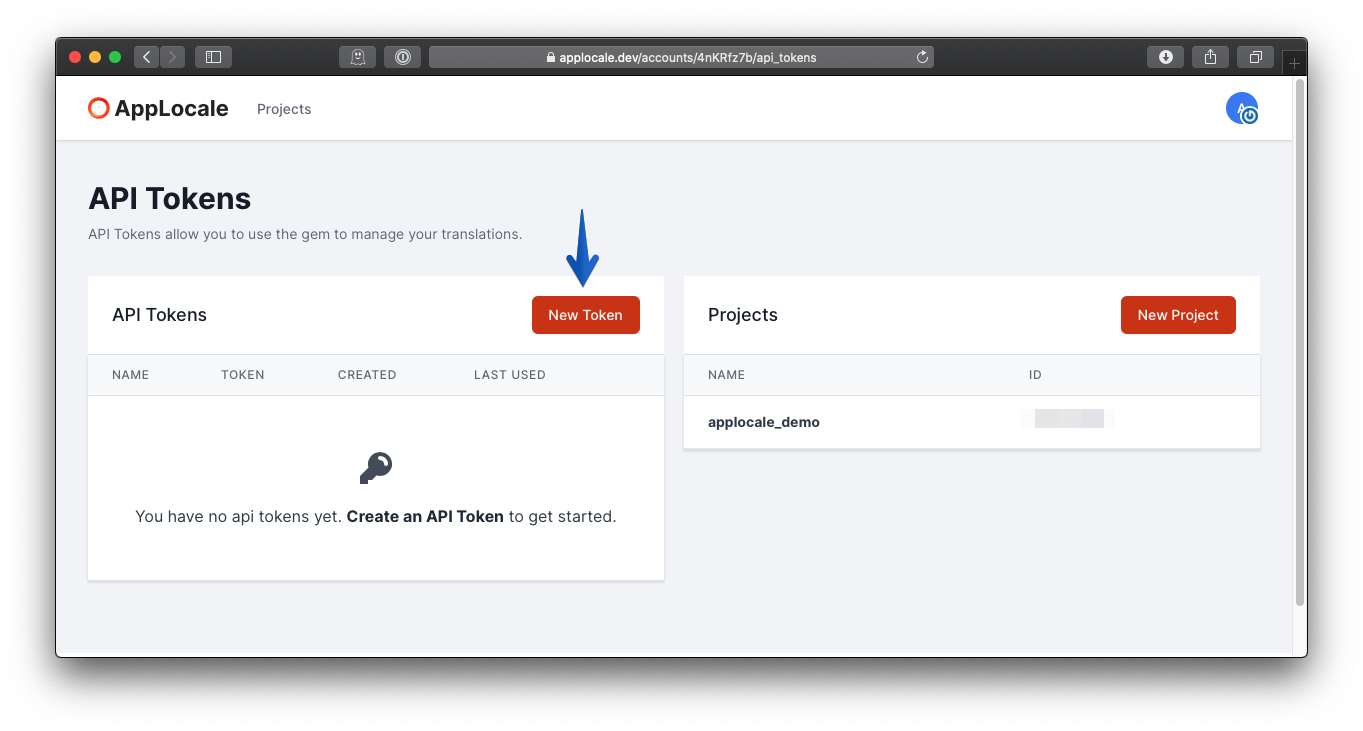 applocale.dev/accounts/4nKRfz7b/api_tokens
AppLocale
Projects
A
API Tokens
API Tokens allow you to use the gem to manage your translations.
API Tokens
New Token
NAME
TOKEN
CREATED
LAST USED
You have no api tokens yet. Create an API Token to get started.
Projects
New Project
NAME
ID
applocale_demo